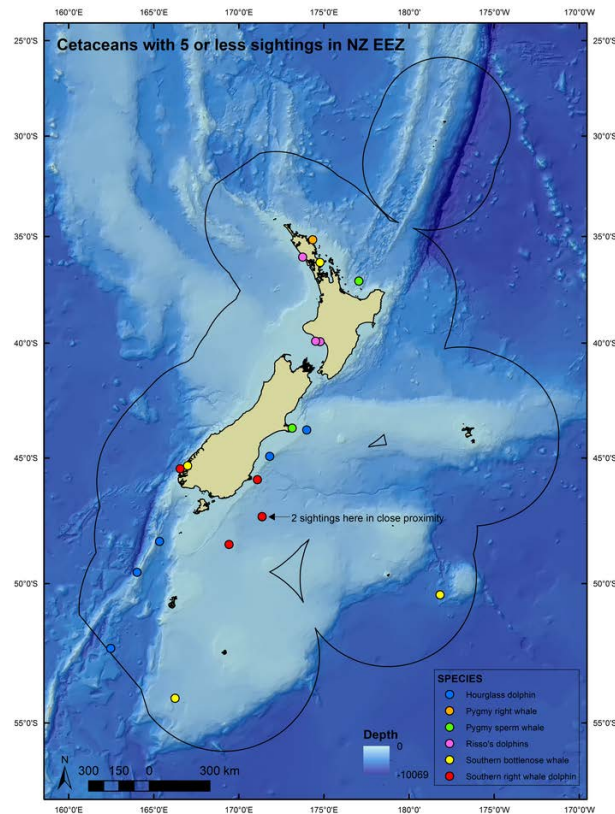 160°0'E 165°0'E 170°0'E 175°0'E 180°0' 175°0'W 170°0'W
Cetaceans with 5 or less sightings in NZ EEZ
25°0'S 25°0'S
30°0'S 30°0'S
35°0'S 35°0'S
40°0'S 40°0'S
45°0'S 45°0'S
2 sightings here in close proximity
50°0'S 50°0'S
55°0'S 55°0'S
SPECIES
Hourglass dolphin
Pygmy right whale
Pygmy sperm whale
Risso's dolphins
Southern bottlenose whale
Southern right whale dolphin
Depth
0
-10069
N
300 150 0 300 km
160°0'E 165°0'E 170°0'E 175°0'E 180°0' 175°0'W 170°0'W